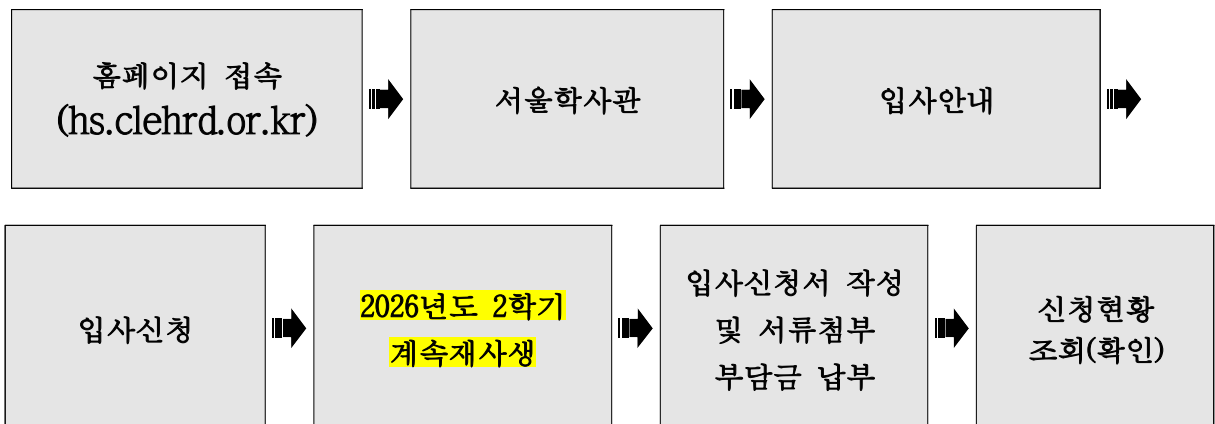 홈페이지 접속
(hs.clehrd.or.kr)
서울학사관
입사안내
입사신청
2026년도 2학기
계속재사생
입사신청서 작성
및 서류첨부
부담금 납부
신청현황
조회(확인)